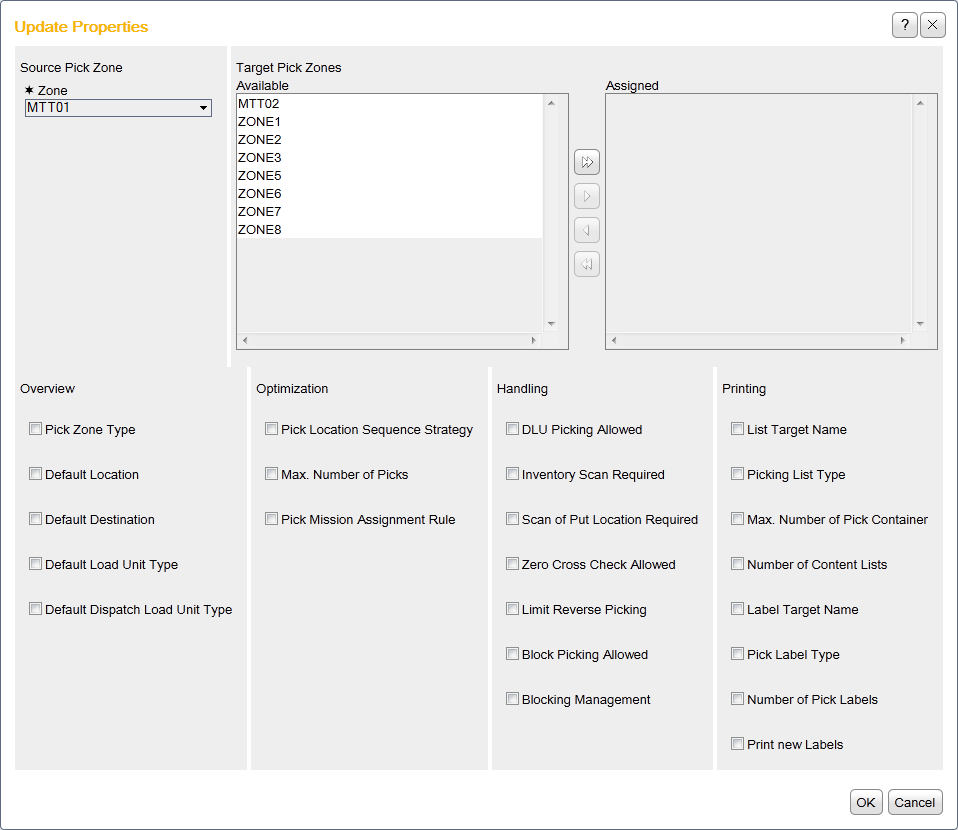 Update Properties
?
Source Pick Zone
✱ Zone
MTT01
Target Pick Zones
Available
MTT02
ZONE1
ZONE2
ZONE3
ZONE5
ZONE6
ZONE7
ZONE8
Assigned
Overview
Pick Zone Type
Default Location
Default Destination
Default Load Unit Type
Default Dispatch Load Unit Type
Optimization
Pick Location Sequence Strategy
Max. Number of Picks
Pick Mission Assignment Rule
Handling
DLU Picking Allowed
Inventory Scan Required
Scan of Put Location Required
Zero Cross Check Allowed
Limit Reverse Picking
Block Picking Allowed
Blocking Management
Printing
List Target Name
Picking List Type
Max. Number of Pick Container
Number of Content Lists
Label Target Name
Pick Label Type
Number of Pick Labels
Print new Labels
OK
Cancel